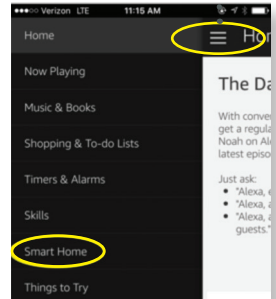 Verizon LTE 11:15 AM
Home
Hor
Now Playing
Music & Books
Shopping & To-do Lists
Timers & Alarms
Skills
Smart Home
Things to Try
The Da
With conve
get a regula
Noah on Al
latest episo
Just ask:
• "Alexa, e
• "Alexa, a
• "Alexa, a
guests."